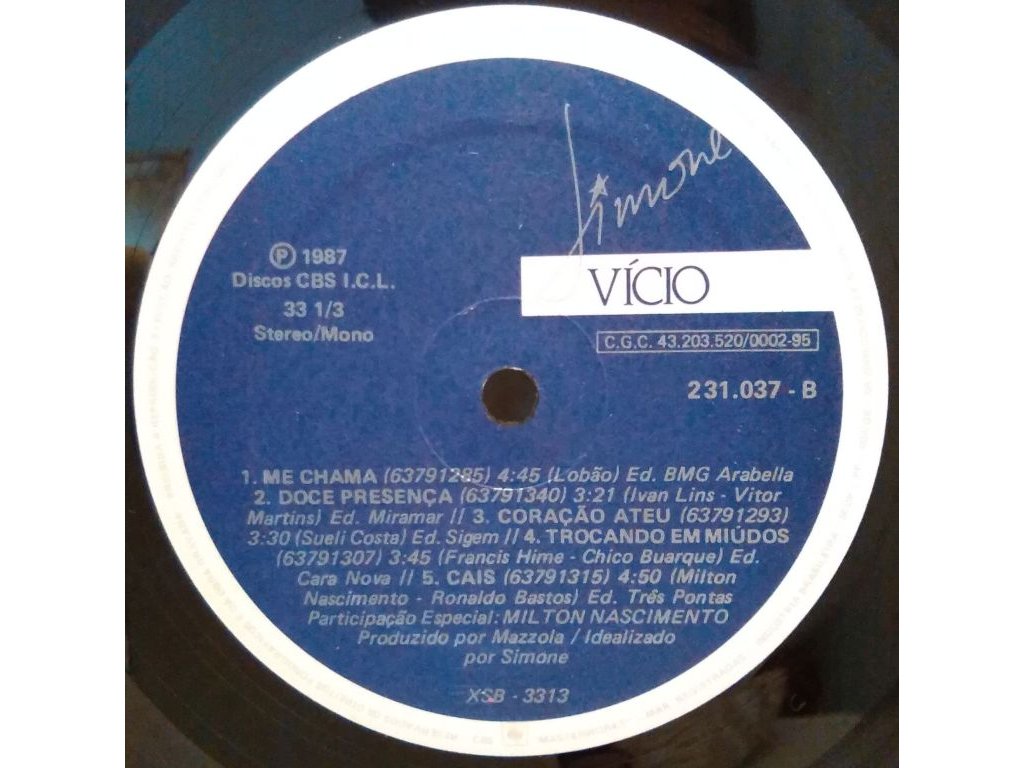 Simone
VÍCIO
Ⓟ 1987
Discos CBS I.C.L.
33 1/3
Stereo/Mono
C.G.C. 43.203.520/0002-95
231.037 - B
1. ME CHAMA (63791285) 4:45 (Lobão) Ed. BMG Arabella
2. DOCE PRESENÇA (63791340) 3:21 (Ivan Lins - Vitor
Martins) Ed. Miramar // 3. CORAÇÃO ATEU (63791293)
3:30 (Sueli Costa) Ed. Sigem // 4. TROCANDO EM MIÚDOS
(63791307) 3:45 (Francis Hime - Chico Buarque) Ed.
Cara Nova // 5. CAIS (63791315) 4:50 (Milton
Nascimento - Ronaldo Bastos) Ed. Três Pontas
Participação Especial: MILTON NASCIMENTO
Produzido por Mazzola / Idealizado
por Simone
XSB - 3313